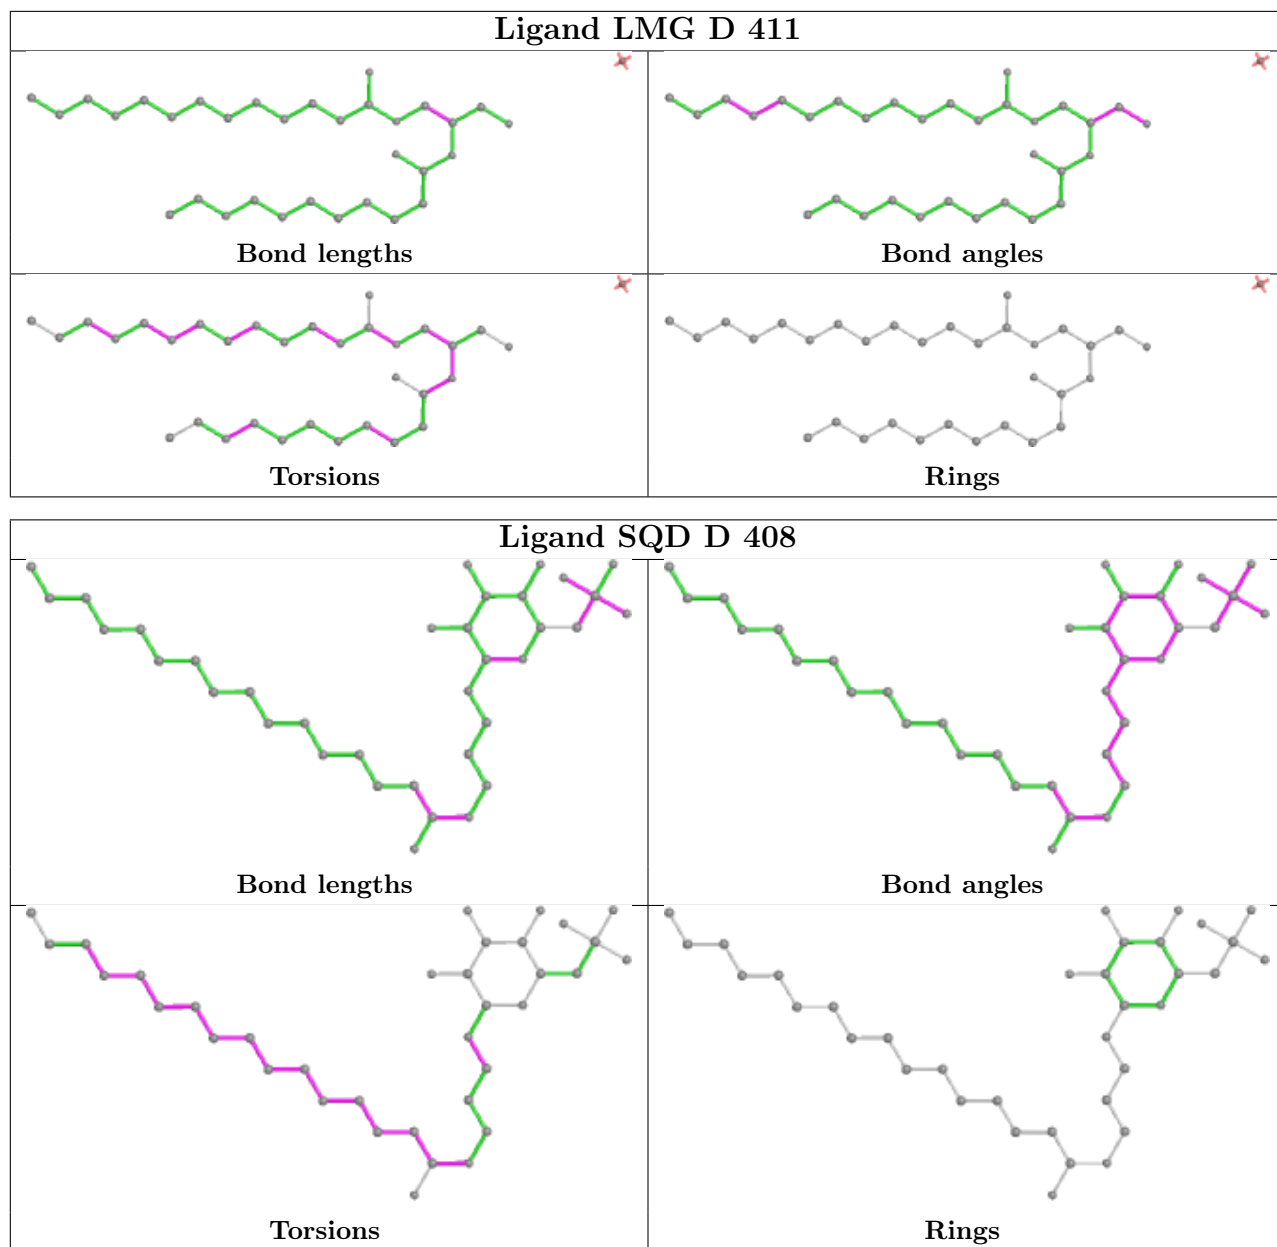 Ligand LMG D 411
Bond lengths
Bond angles
Torsions
Rings
Ligand SQD D 408
Bond lengths
Bond angles
Torsions
Rings